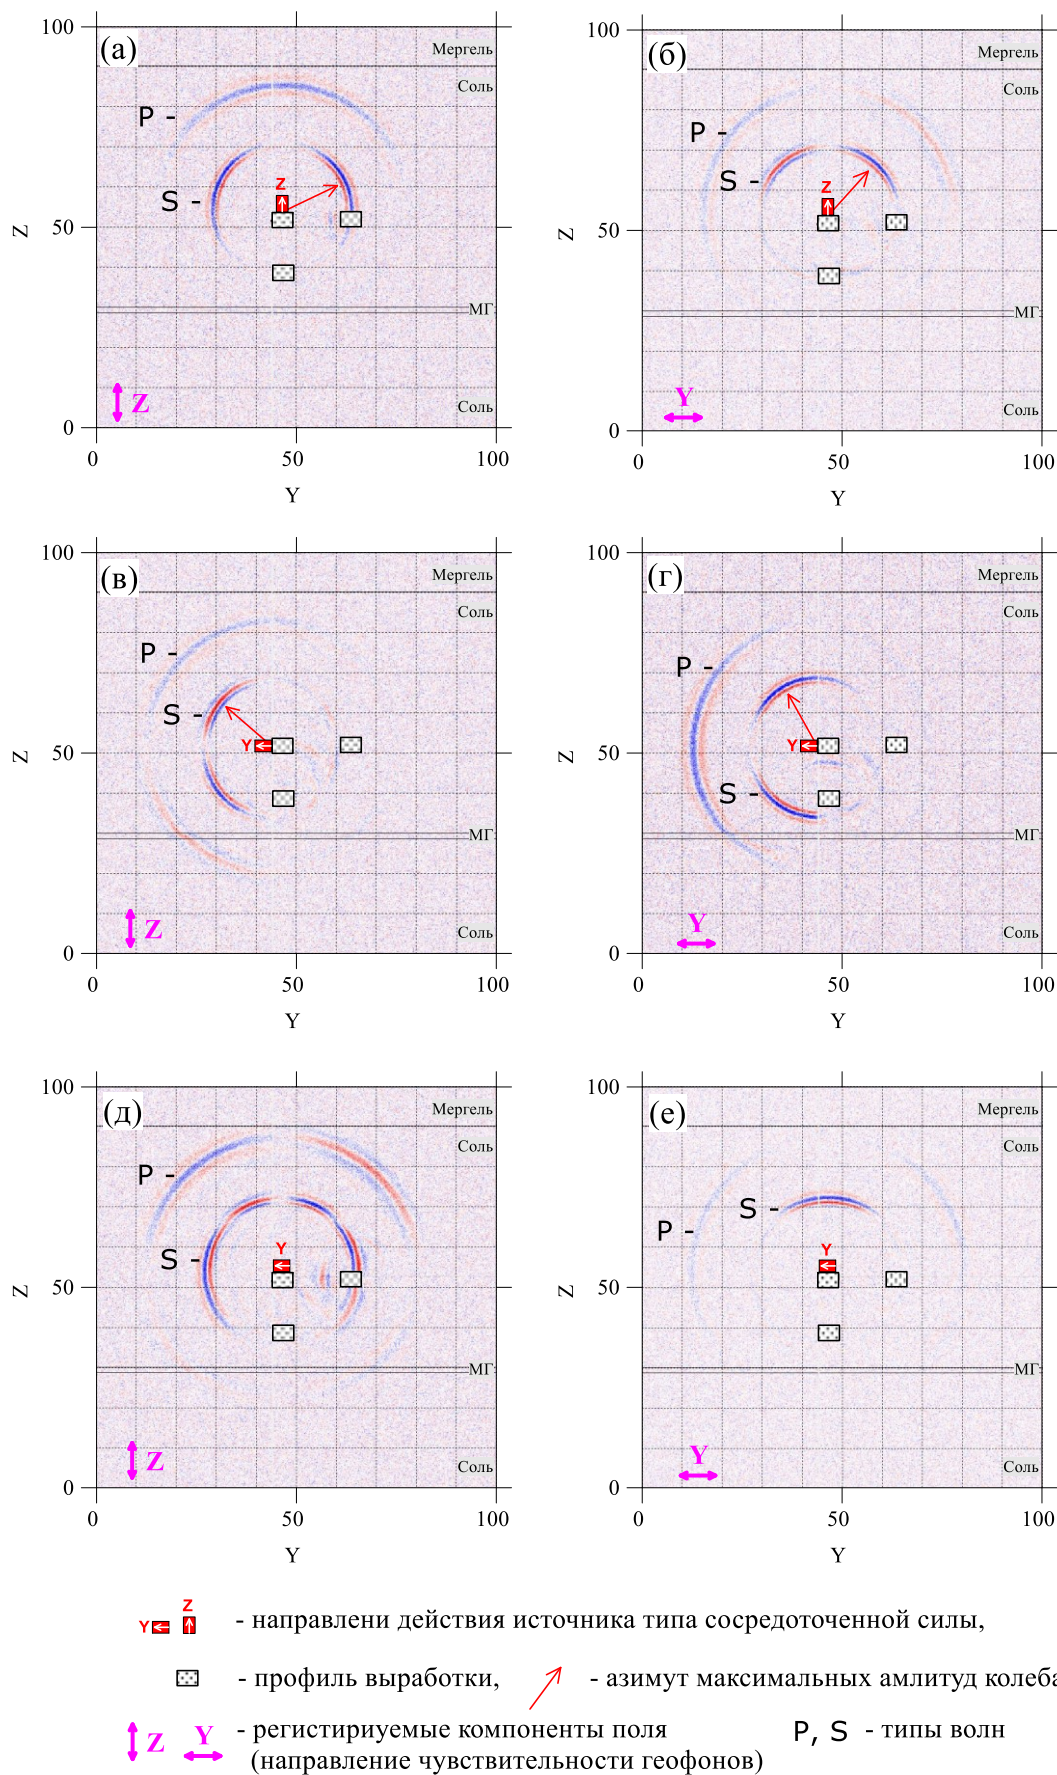 100
(а)
Мергель
Соль
P -
S -
Z
Z
50
МГ
Z
Соль
0
0
50
100
Y
100
(б)
Мергель
Соль
P -
S -
Z
Z
50
МГ
Y
Соль
0
0
50
100
Y
100
(в)
Мергель
Соль
P -
S -
Y
Z
50
МГ
Z
Соль
0
0
50
100
Y
100
(г)
Мергель
Соль
P -
Y
Z
50
S -
МГ
Y
Соль
0
0
50
100
Y
100
(д)
Мергель
Соль
P -
S -
Y
Z
50
МГ
Z
Соль
0
0
50
100
Y
100
(е)
Мергель
Соль
S -
P -
Y
Z
50
МГ
Y
Соль
0
0
50
100
Y
Y Z - направлени действия источника типа сосредоточенной силы,
- профиль выработки, - азимут максимальных амлитуд колеба
Z Y - регистририуемые компоненты поля P, S - типы волн
(направление чувствительности геофонов)